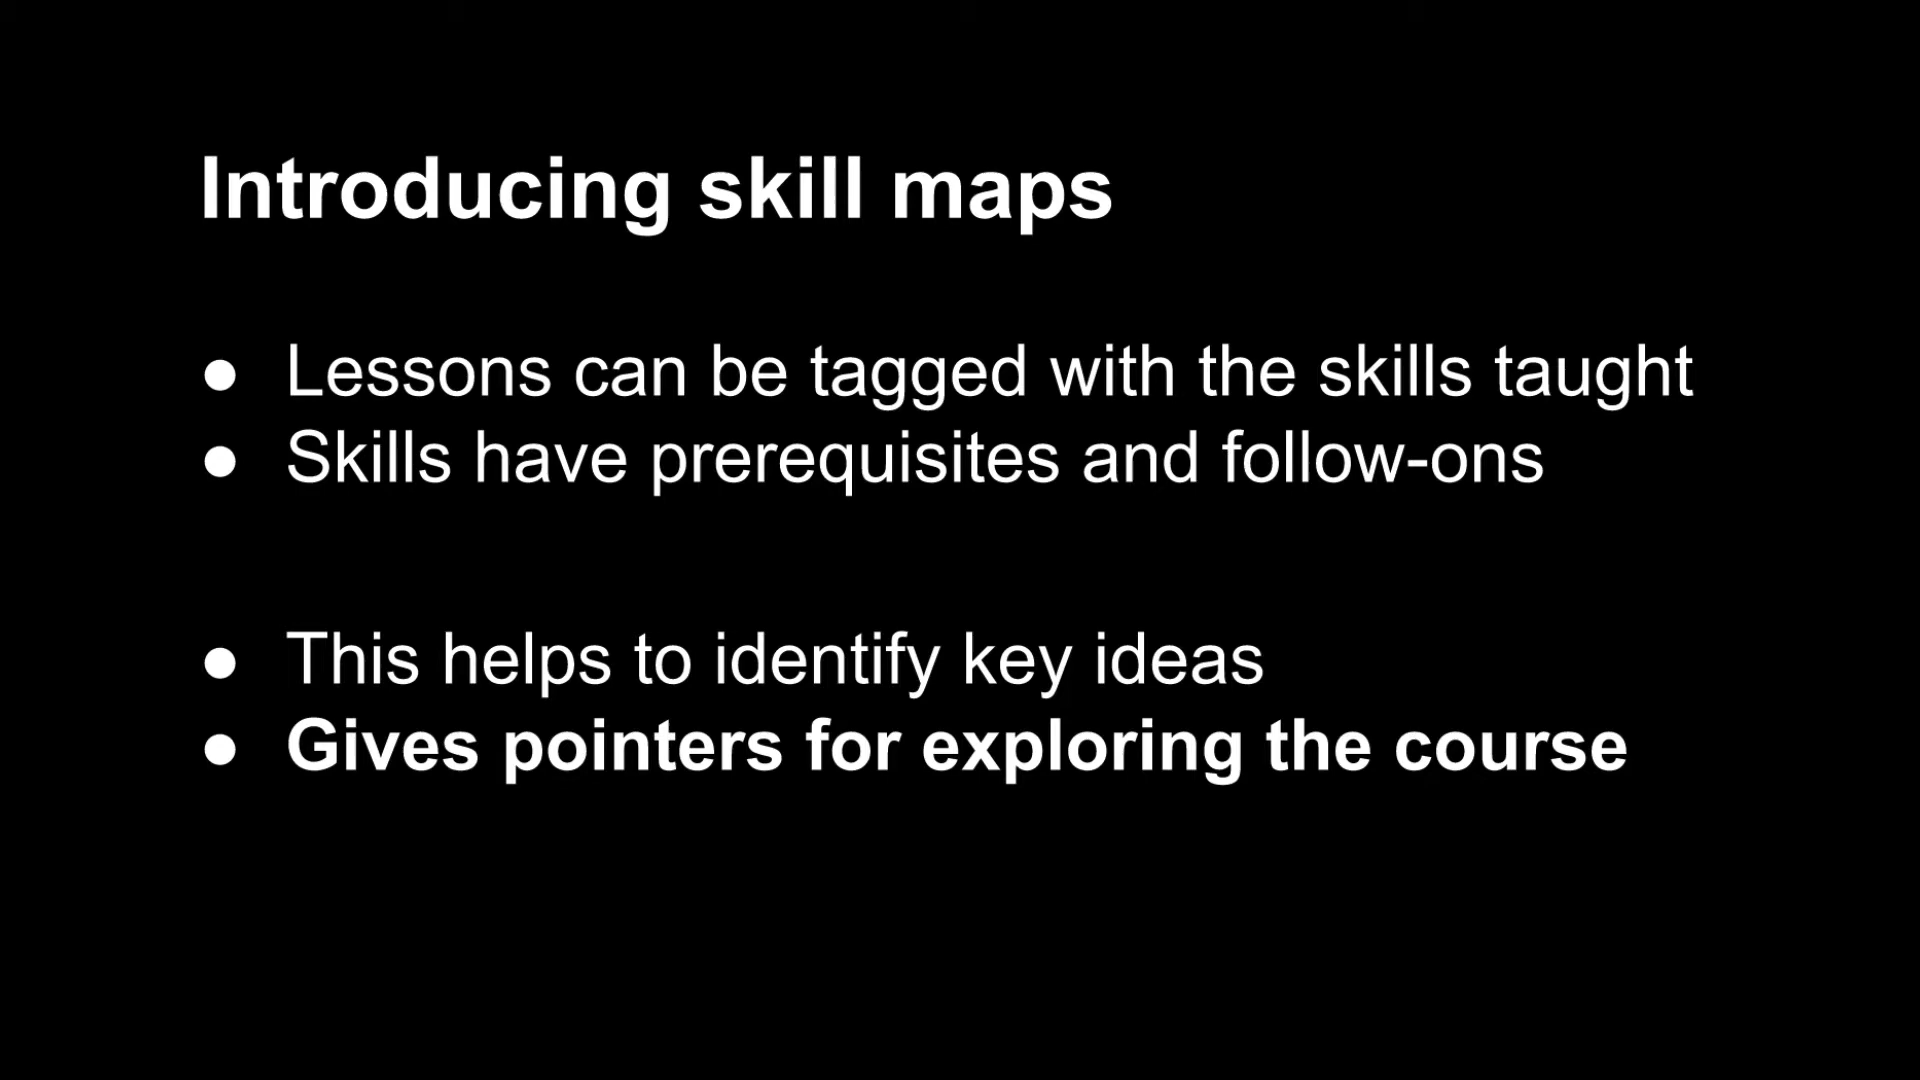 Introducing skill maps
● Lessons can be tagged with the skills taught
● Skills have prerequisites and follow-ons
● This helps to identify key ideas
● Gives pointers for exploring the course